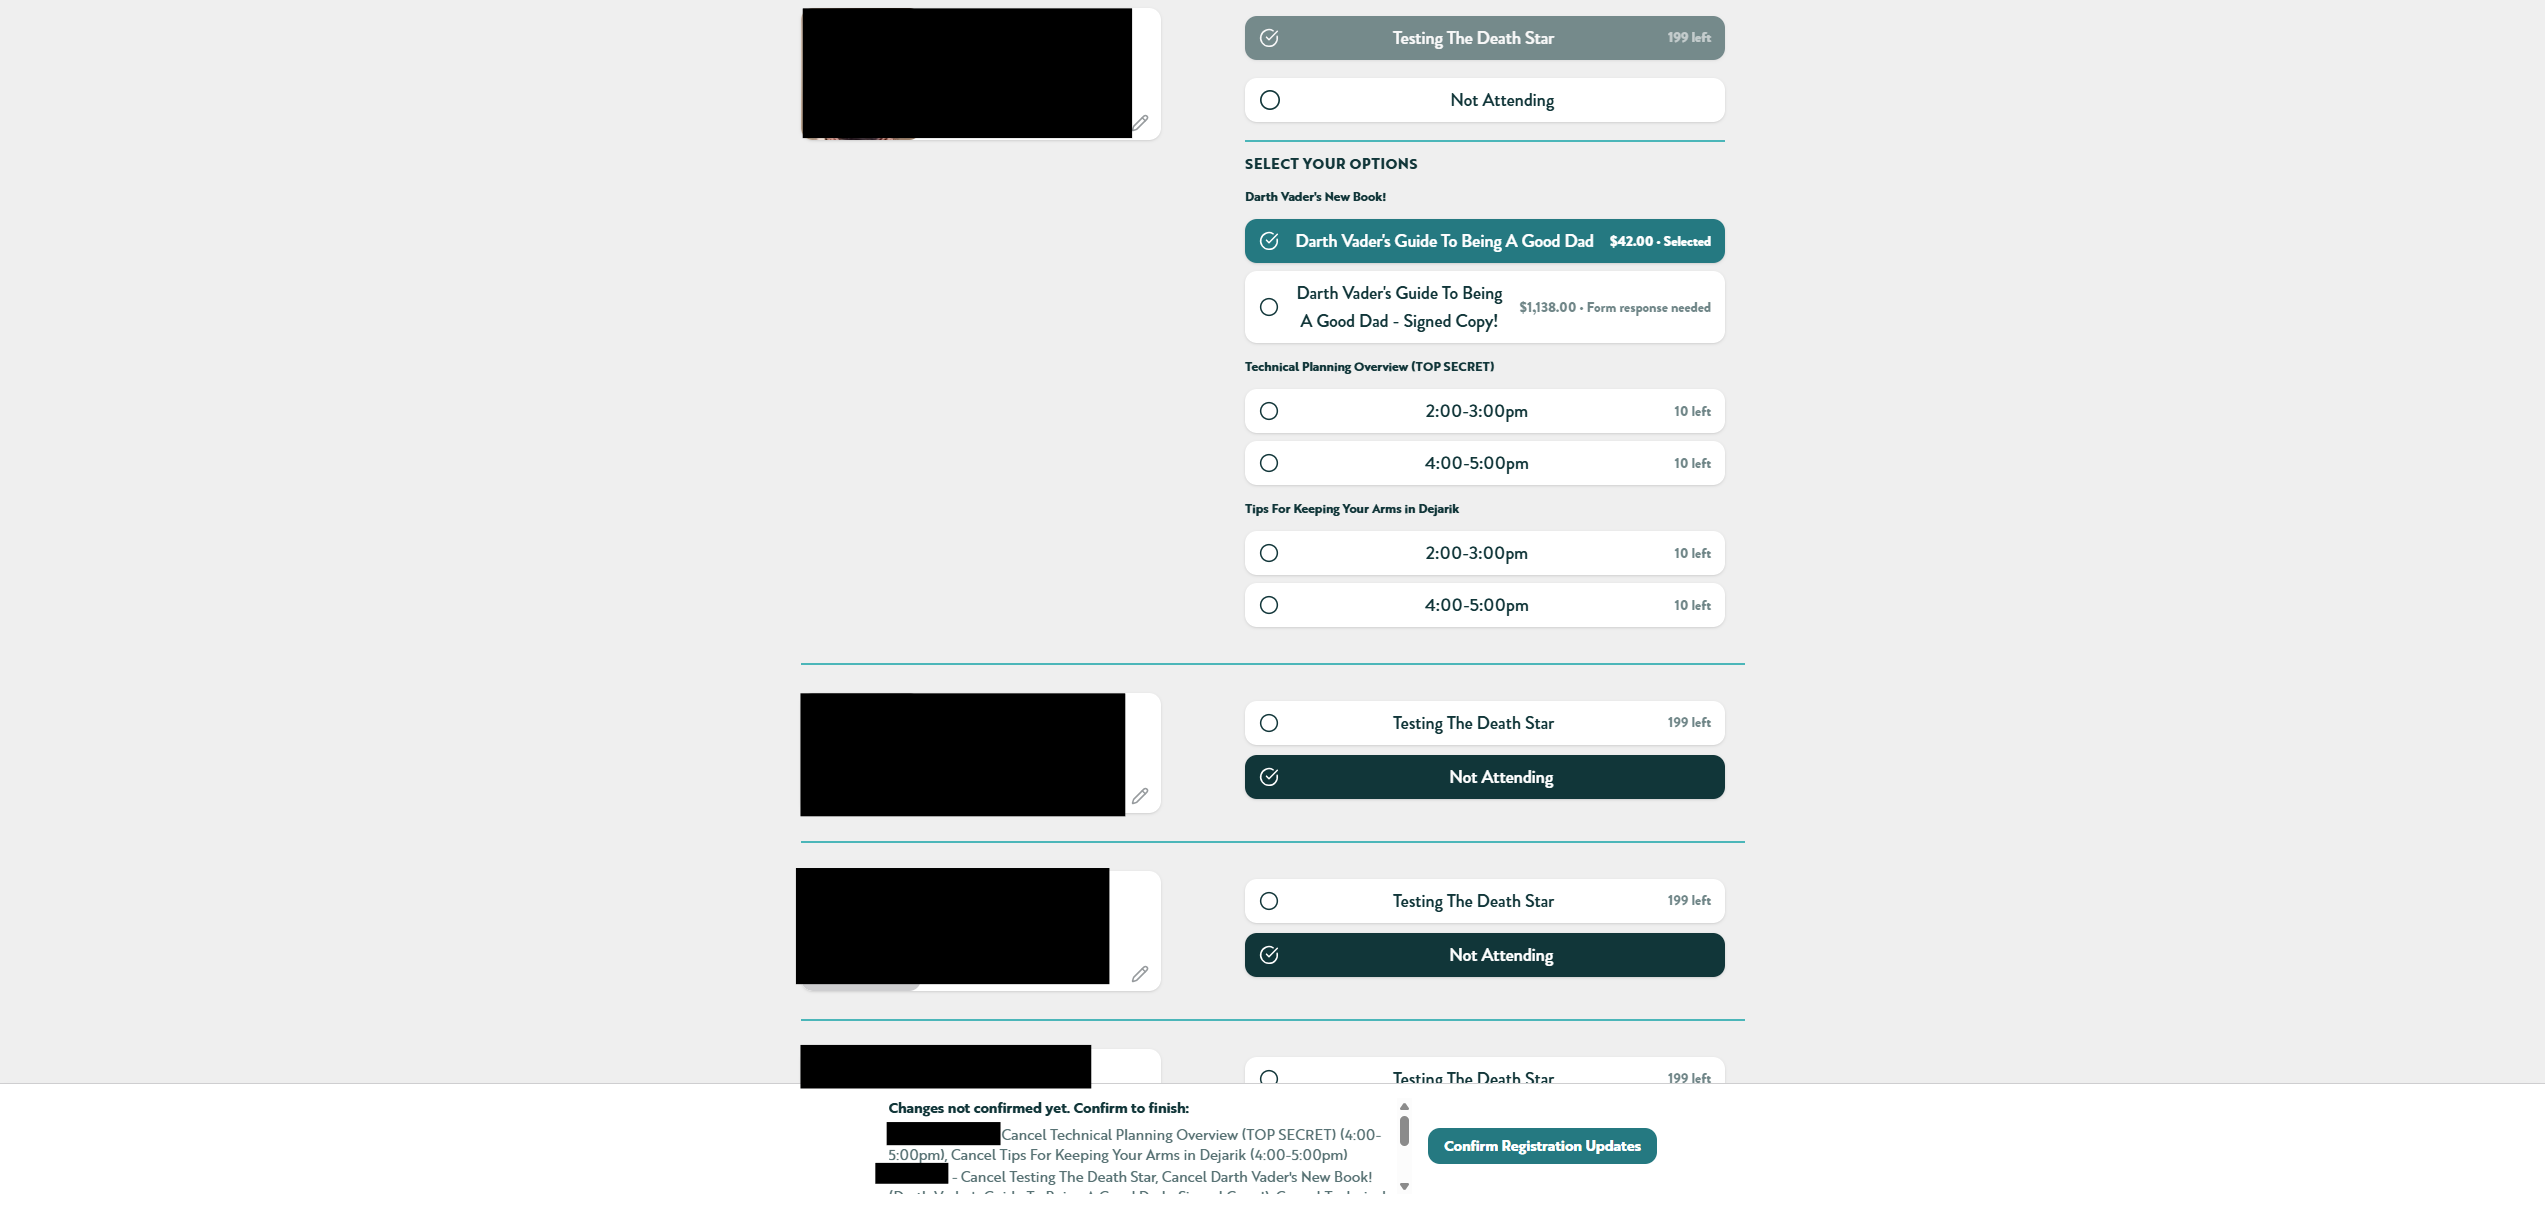 Testing The Death Star 199 left
Not Attending
SELECT YOUR OPTIONS
Darth Vader's New Book!
Darth Vader's Guide To Being A Good Dad $42.00 • Selected
Darth Vader's Guide To Being
A Good Dad - Signed Copy!
$1,138.00 • Form response needed
Technical Planning Overview (TOP SECRET)
2:00-3:00pm 10 left
4:00-5:00pm 10 left
Tips For Keeping Your Arms in Dejarik
2:00-3:00pm 10 left
4:00-5:00pm 10 left
Testing The Death Star 199 left
Not Attending
Testing The Death Star 199 left
Not Attending
Testing The Death Star 199 left
Changes not confirmed yet. Confirm to finish:
Cancel Technical Planning Overview (TOP SECRET) (4:00-
5:00pm), Cancel Tips For Keeping Your Arms in Dejarik (4:00-5:00pm)
- Cancel Testing The Death Star, Cancel Darth Vader's New Book!
Confirm Registration Updates